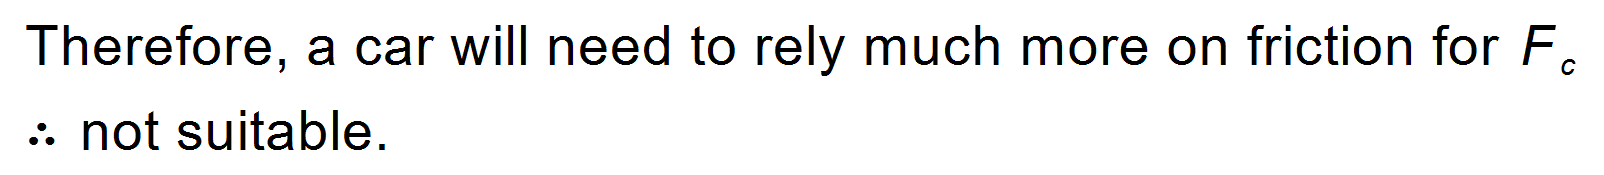 Therefore, a car will need to rely much more on friction for F_c
∴ not suitable.